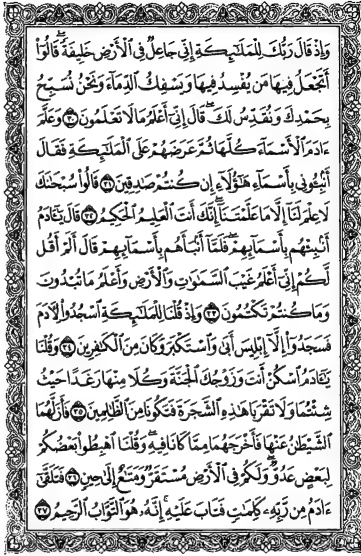 وَإِذْ قَالَ رَبُّكَ لِلْمَلَٰٓئِكَةِ إِنِّي جَاعِلٌ فِي ٱلْأَرْضِ خَلِيفَةً ۖ قَالُوٓا۟
أَتَجْعَلُ فِيهَا مَن يُفْسِدُ فِيهَا وَيَسْفِكُ ٱلدِّمَآءَ وَنَحْنُ نُسَبِّحُ
بِحَمْدِكَ وَنُقَدِّسُ لَكَ ۖ قَالَ إِنِّيٓ أَعْلَمُ مَا لَا تَعْلَمُونَ ٣٠ وَعَلَّمَ
ءَادَمَ ٱلْأَسْمَآءَ كُلَّهَا ثُمَّ عَرَضَهُمْ عَلَى ٱلْمَلَٰٓئِكَةِ فَقَالَ
أَنۢبِـُٔونِي بِأَسْمَآءِ هَٰٓؤُلَآءِ إِن كُنتُمْ صَٰدِقِينَ ٣١ قَالُوا۟ سُبْحَٰنَكَ
لَا عِلْمَ لَنَآ إِلَّا مَا عَلَّمْتَنَآ ۖ إِنَّكَ أَنتَ ٱلْعَلِيمُ ٱلْحَكِيمُ ٣٢ قَالَ يَٰٓـَٔادَمُ
أَنۢبِئْهُم بِأَسْمَآئِهِمْ ۖ فَلَمَّآ أَنۢبَأَهُم بِأَسْمَآئِهِمْ قَالَ أَلَمْ أَقُل
لَّكُمْ إِنِّيٓ أَعْلَمُ غَيْبَ ٱلسَّمَٰوَٰتِ وَٱلْأَرْضِ وَأَعْلَمُ مَا تُبْدُونَ
وَمَا كُنتُمْ تَكْتُمُونَ ٣٣ وَإِذْ قُلْنَا لِلْمَلَٰٓئِكَةِ ٱسْجُدُوا۟ لِءَادَمَ
فَسَجَدُوٓا۟ إِلَّآ إِبْلِيسَ أَبَىٰ وَٱسْتَكْبَرَ وَكَانَ مِنَ ٱلْكَٰفِرِينَ ٣٤ وَقُلْنَا
يَٰٓـَٔادَمُ ٱسْكُنْ أَنتَ وَزَوْجُكَ ٱلْجَنَّةَ وَكُلَا مِنْهَا رَغَدًا حَيْثُ
شِئْتُمَا وَلَا تَقْرَبَا هَٰذِهِ ٱلشَّجَرَةَ فَتَكُونَا مِنَ ٱلظَّٰلِمِينَ ٣٥ فَأَزَلَّهُمَا
ٱلشَّيْطَٰنُ عَنْهَا فَأَخْرَجَهُمَا مِمَّا كَانَا فِيهِ ۖ وَقُلْنَا ٱهْبِطُوا۟ بَعْضُكُمْ
لِبَعْضٍ عَدُوٌّ ۖ وَلَكُمْ فِي ٱلْأَرْضِ مُسْتَقَرٌّ وَمَتَٰعٌ إِلَىٰ حِينٍ ٣٦ فَتَلَقَّىٰٓ
ءَادَمُ مِن رَّبِّهِۦ كَلِمَٰتٍ فَتَابَ عَلَيْهِ ۚ إِنَّهُۥ هُوَ ٱلتَّوَّابُ ٱلرَّحِيمُ ٣٧